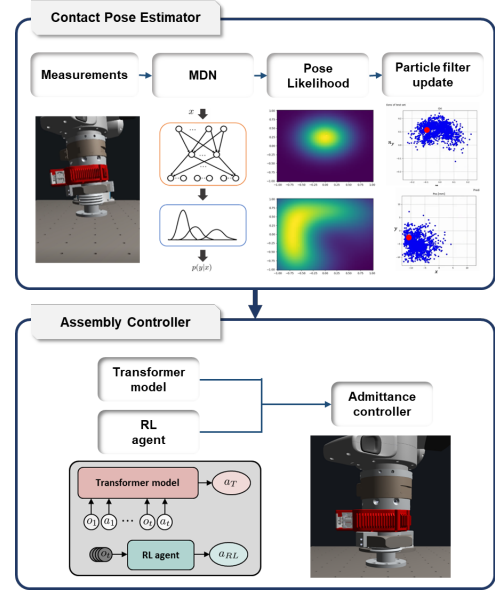 Contact Pose Estimator
Measurements
MDN
Pose
Likelihood
Particle filter
update
x
p(y|x)
Assembly Controller
Transformer
model
RL
agent
Admittance
controller
Transformer model
a_T
o_1 a_1 ... o_t a_t
o_t
RL agent
a_RL